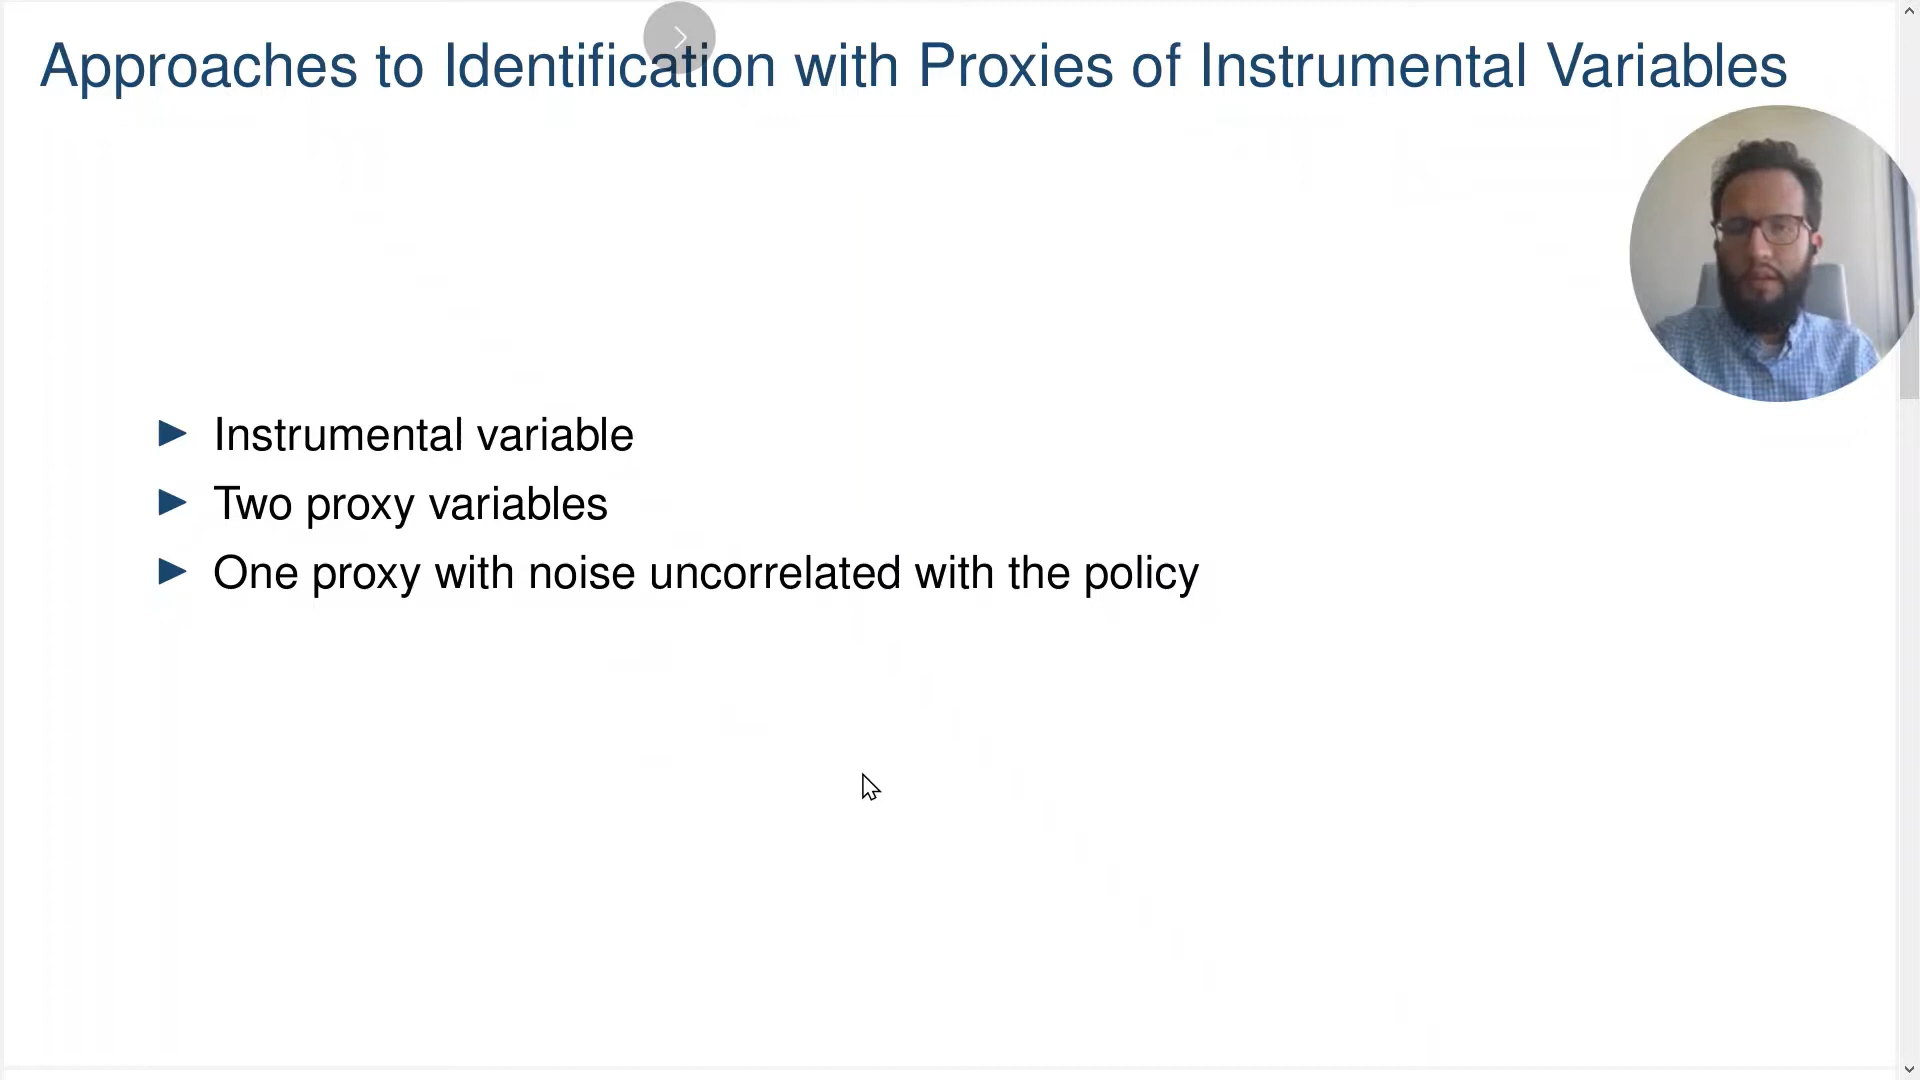 Approaches to Identification with Proxies of Instrumental Variables
Instrumental variable
Two proxy variables
One proxy with noise uncorrelated with the policy